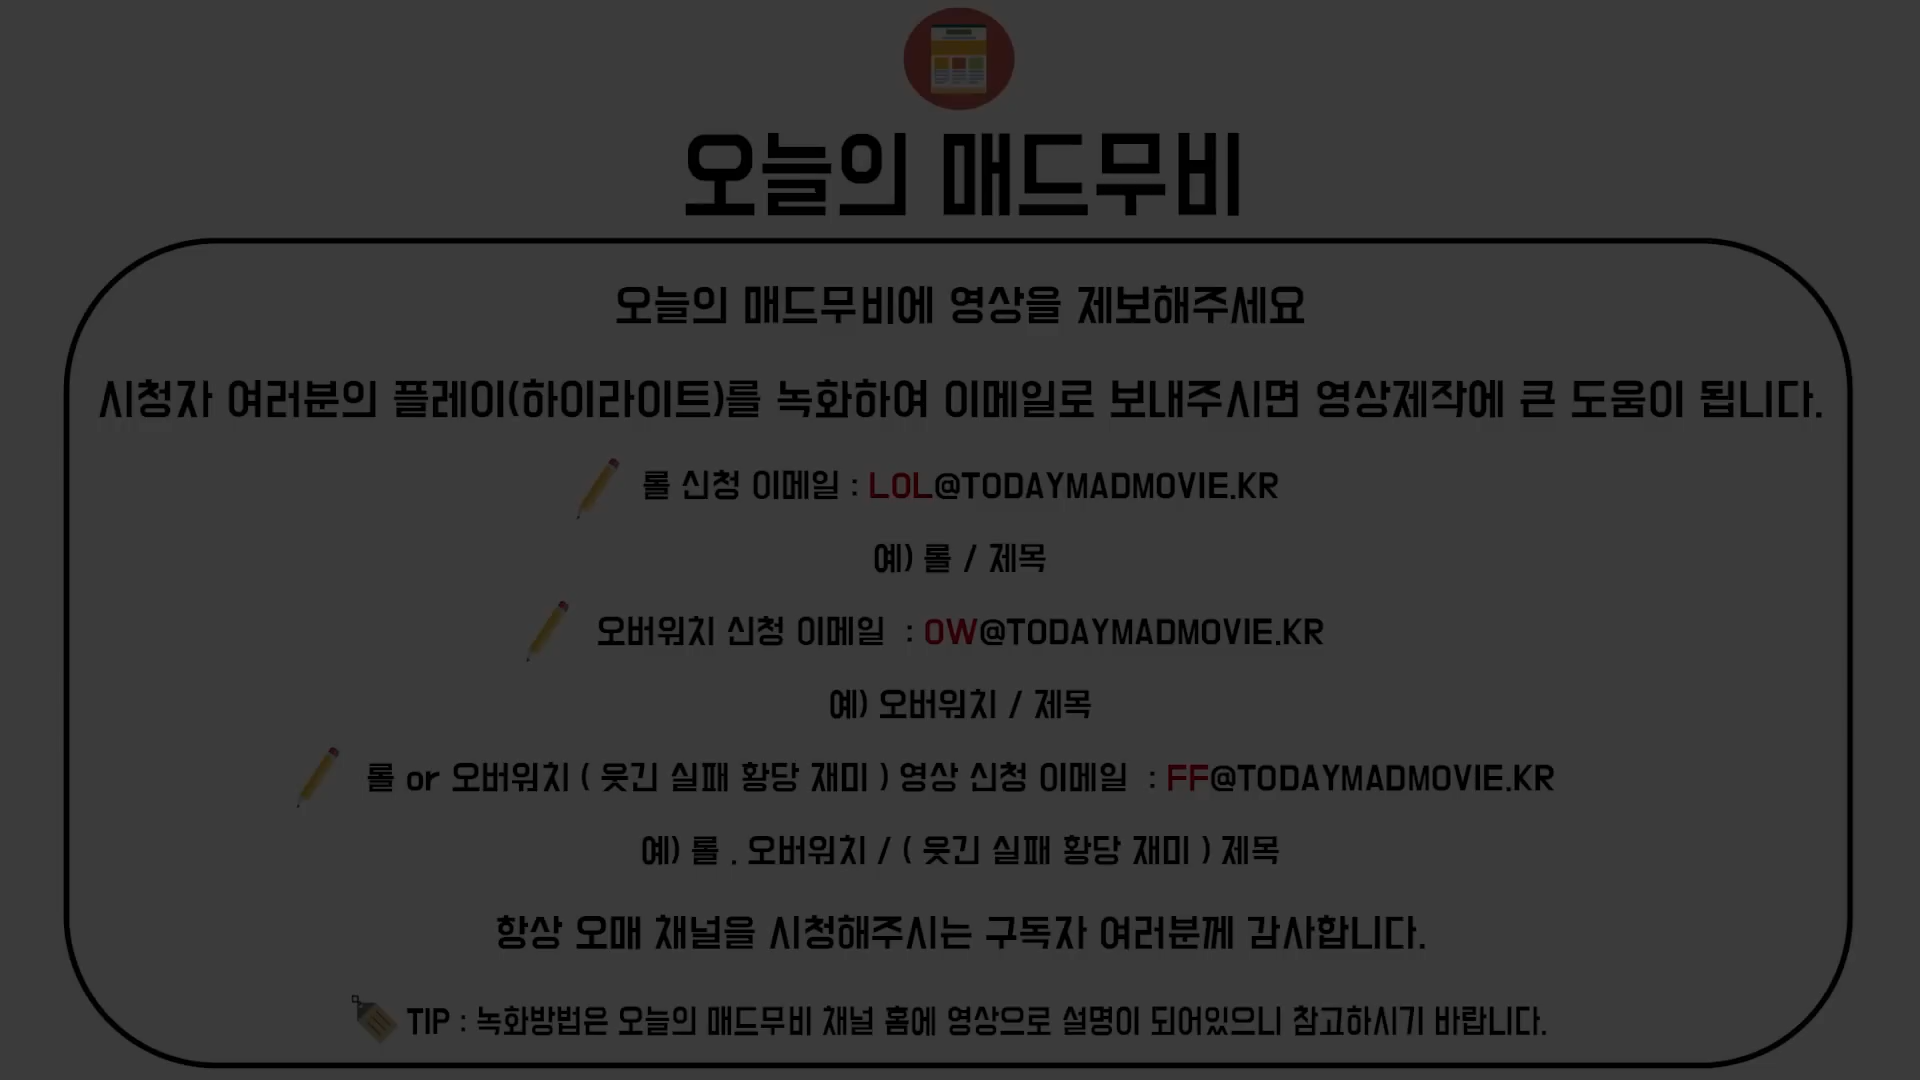 오늘의 매드무비
오늘의 매드무비에 영상을 제보해주세요
시청자 여러분의 플레이(하이라이트)를 녹화하여 이메일로 보내주시면 영상제작에 큰 도움이 됩니다.
롤 신청 이메일 : LOL@TODAYMADMOVIE.KR
예) 롤 / 제목
오버워치 신청 이메일 : OW@TODAYMADMOVIE.KR
예) 오버워치 / 제목
롤 or 오버워치 ( 웃긴 실패 황당 재미 ) 영상 신청 이메일 : FF@TODAYMADMOVIE.KR
예) 롤 . 오버워치 / ( 웃긴 실패 황당 재미 ) 제목
항상 오매 채널을 시청해주시는 구독자 여러분께 감사합니다.
TIP : 녹화방법은 오늘의 매드무비 채널 홈에 영상으로 설명이 되어있으니 참고하시기 바랍니다.